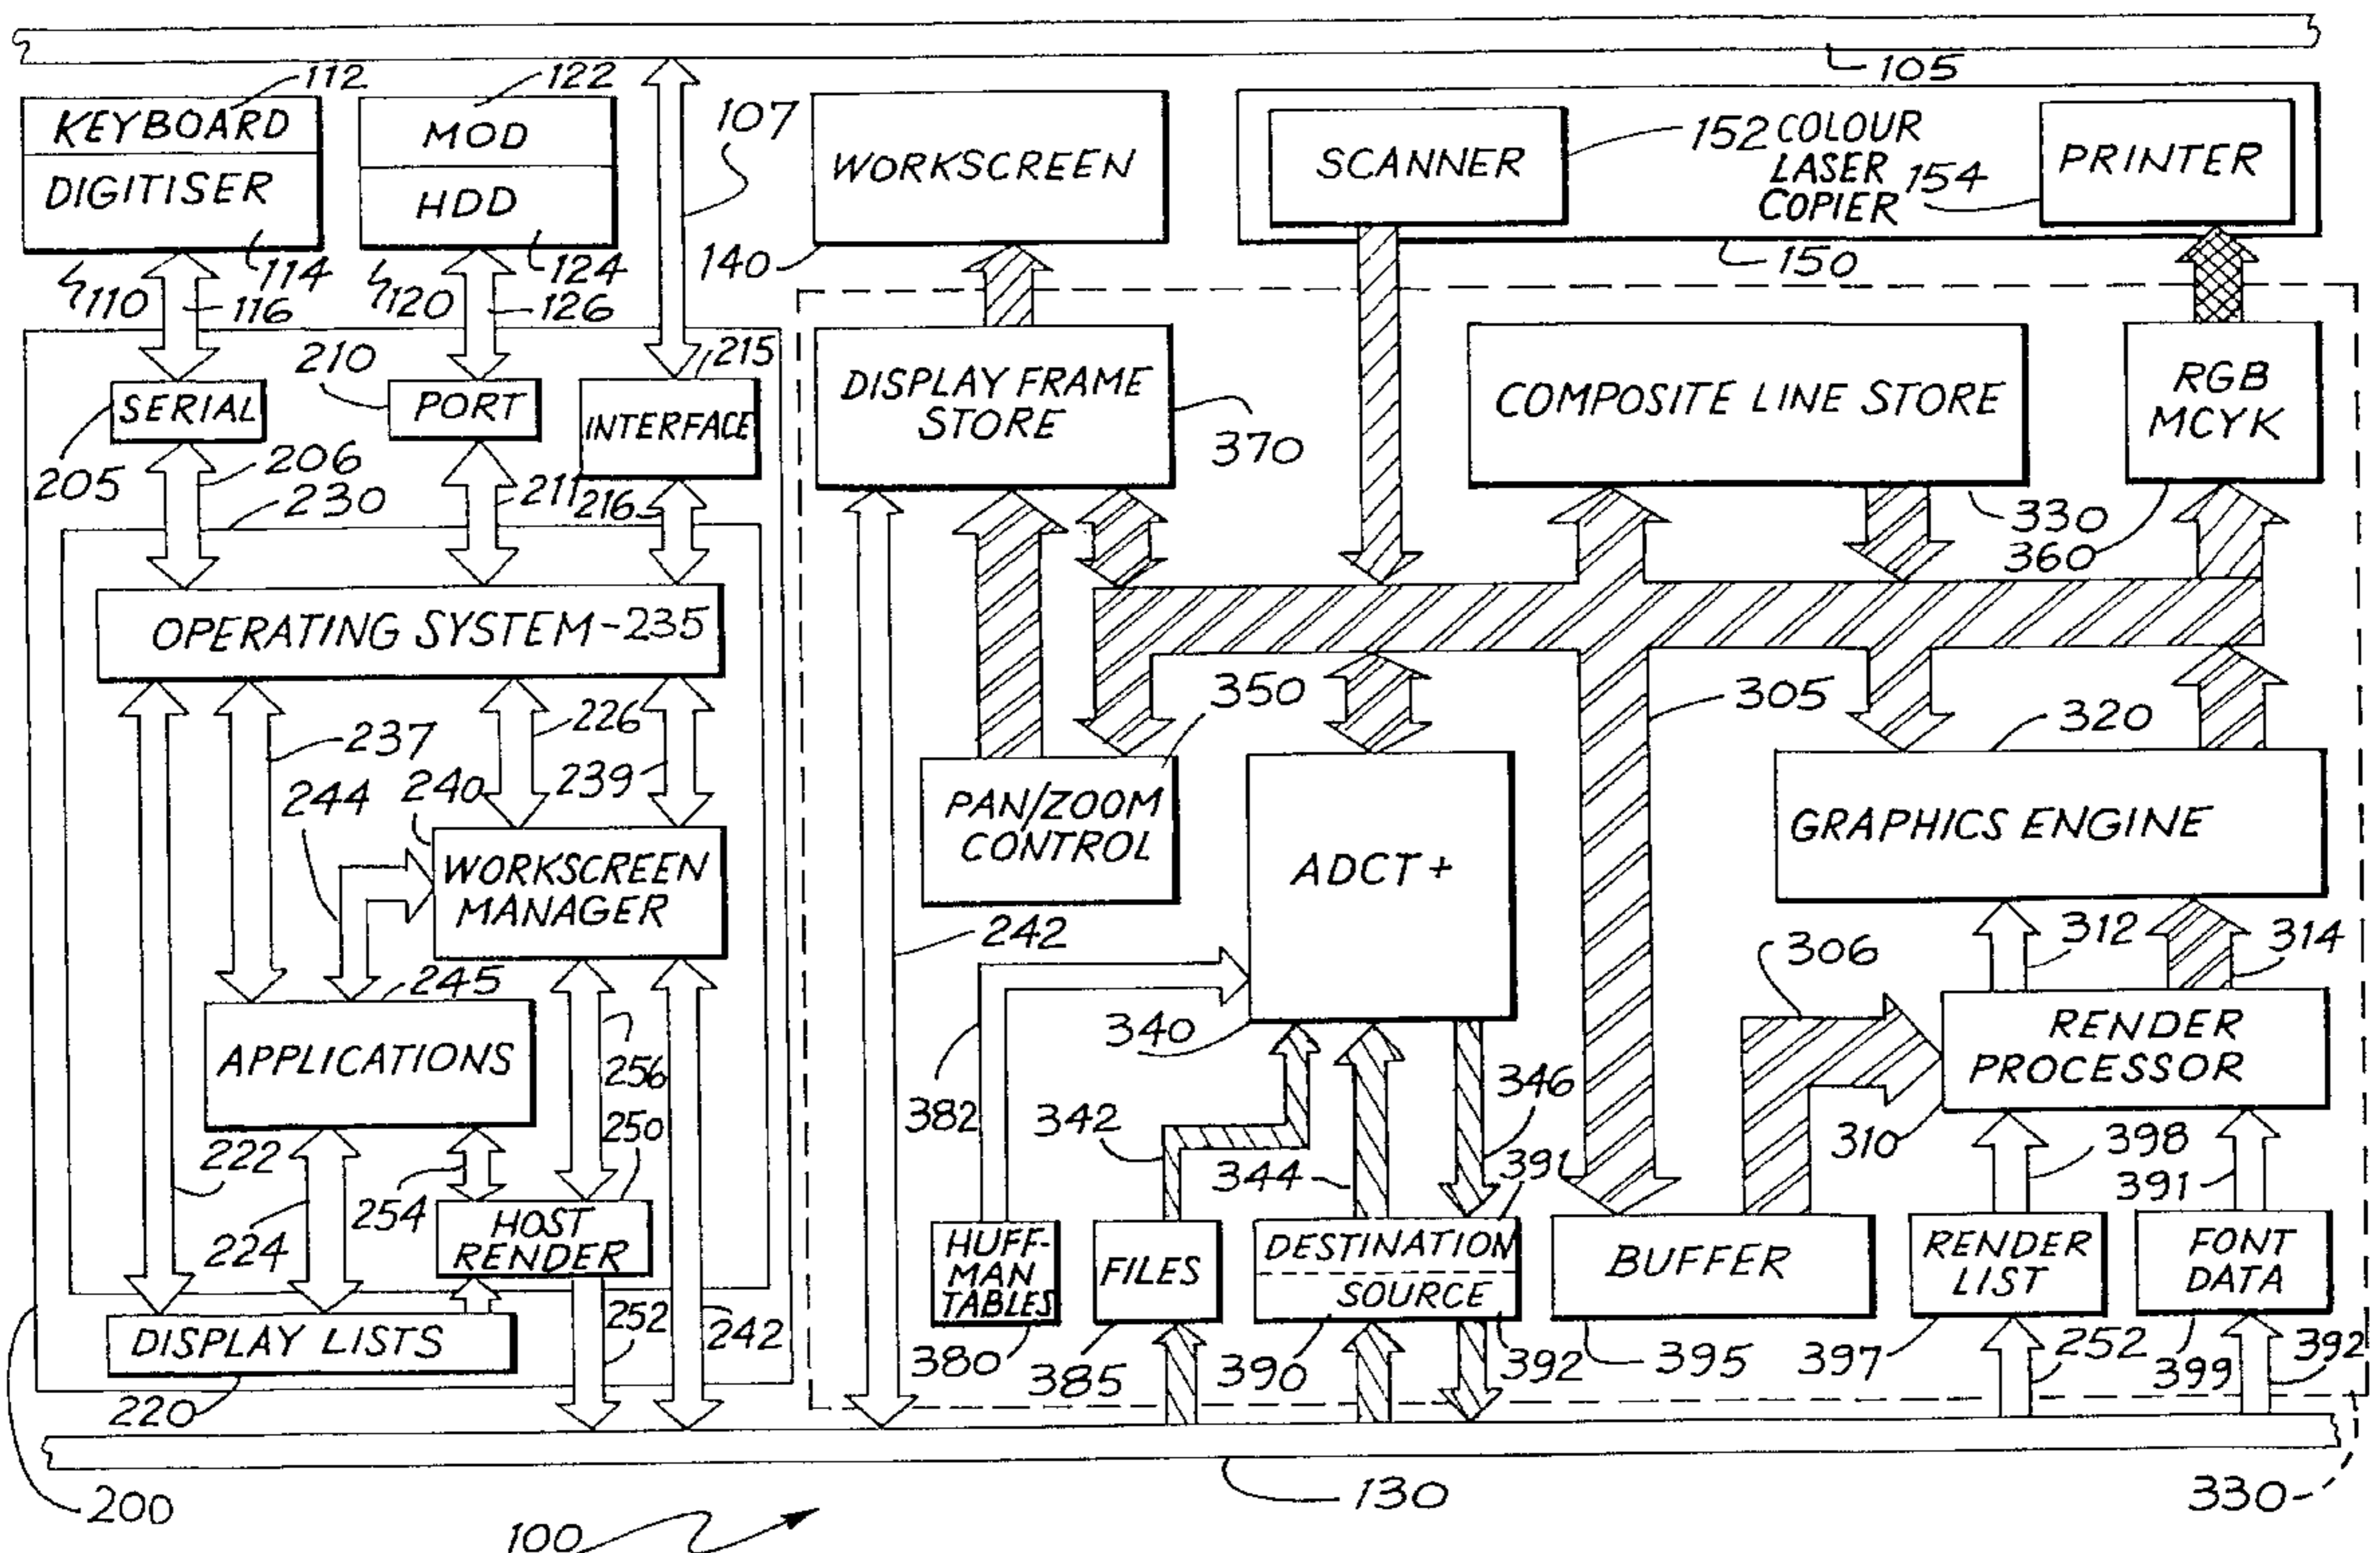 105
112
122
KEYBOARD
DIGITISER
114
110
116
MOD
HDD
124
120
126
107
WORKSCREEN
140
SCANNER
152
COLOUR
LASER
COPIER
154
PRINTER
150
210
215
SERIAL
205
206
230
PORT
211
INTERFACE
216
DISPLAY FRAME
STORE
370
COMPOSITE LINE STORE
330
RGB
MCYK
360
OPERATING SYSTEM-235
237
226
239
244
240
WORKSCREEN
MANAGER
245
APPLICATIONS
256
250
222
224
254
HOST
RENDER
252
242
DISPLAY LISTS
220
200
350
PAN/ZOOM
CONTROL
242
ADCT+
340
305
320
GRAPHICS ENGINE
312
314
306
RENDER
PROCESSOR
310
382
342
344
346
391
398
391
HUFF-
MAN
TABLES
380
FILES
385
DESTINATION
SOURCE
390
392
BUFFER
395
RENDER
LIST
397
252
FONT
DATA
399
392
130
330
100